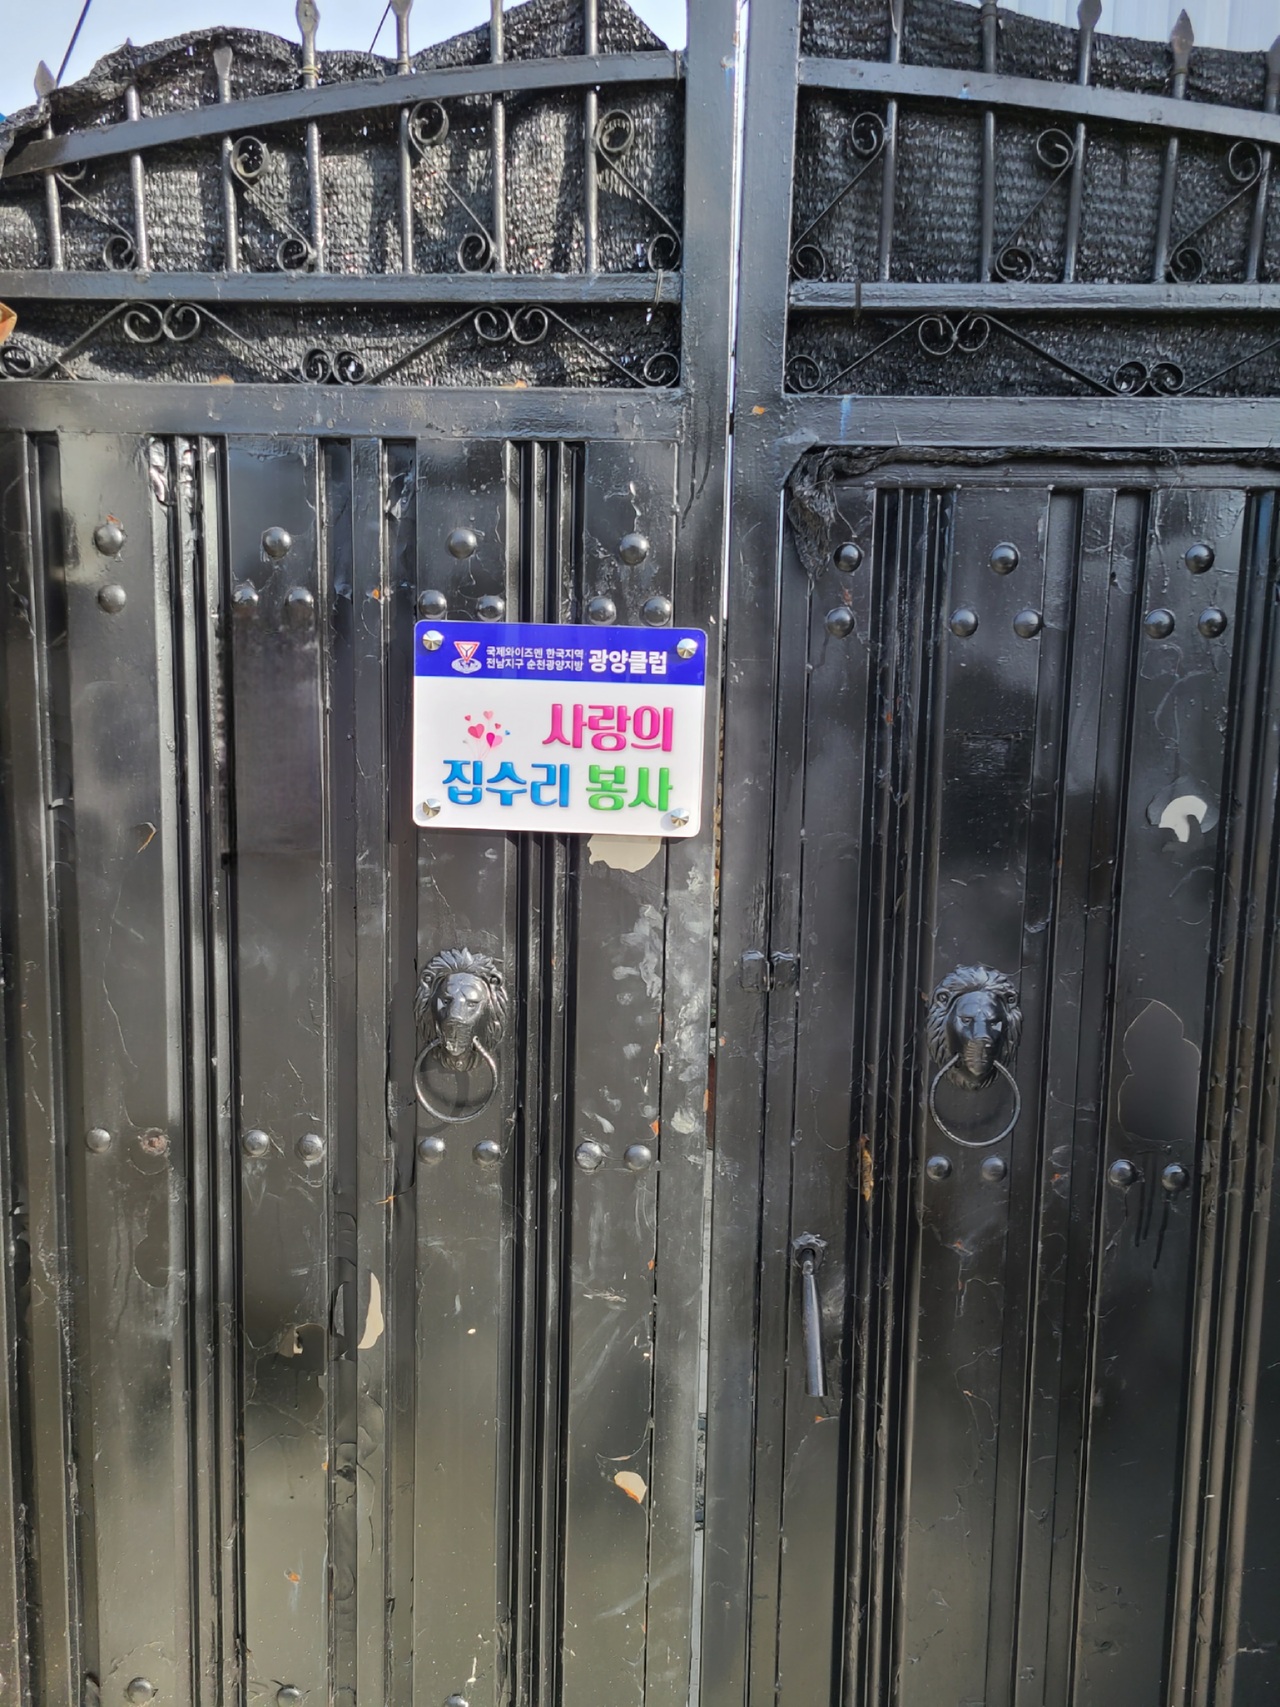 국제와이즈멘 한국지역
전남지구 순천광양지방 광양클럽
사랑의
집수리 봉사